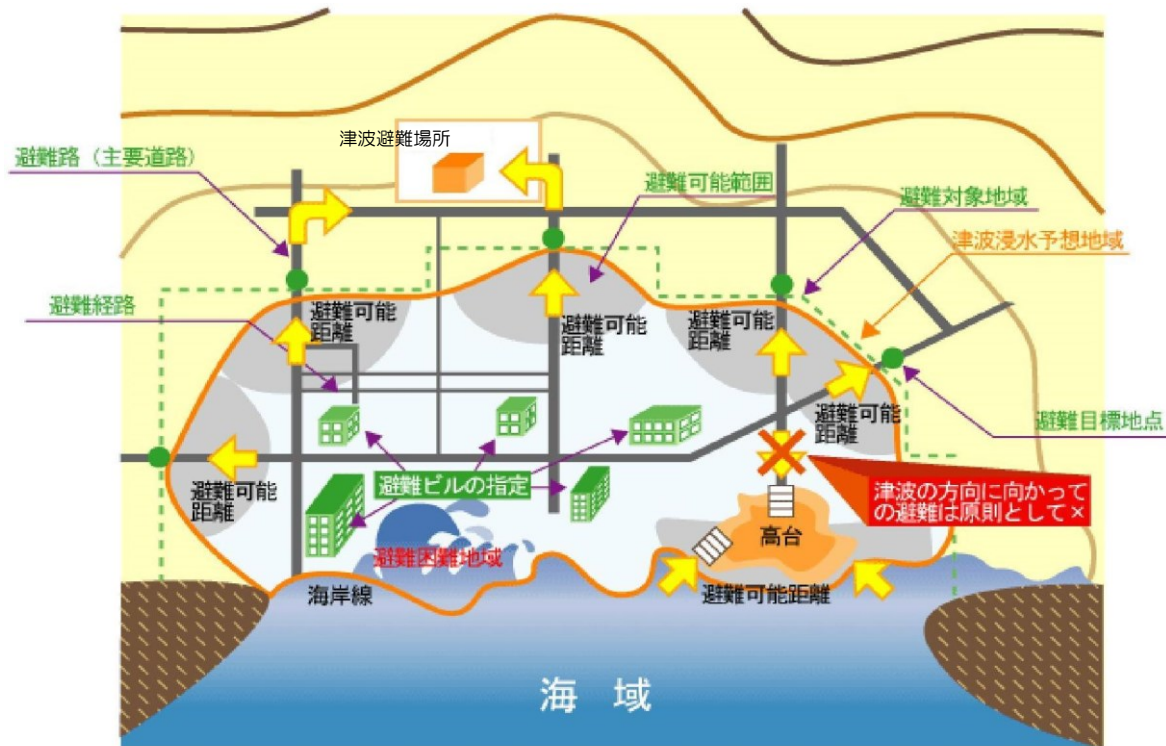 津波避難場所
避難路（主要道路）
避難可能範囲
避難対象地域
津波浸水予想地域
避難経路
避難可能
距離
避難可能
距離
避難可能
距離
避難可能
距離
避難目標地点
避難可能
距離
避難ビルの指定
津波の方向に向かって
の避難は原則として×
高台
避難困難地域
海岸線
避難可能距離
海 域